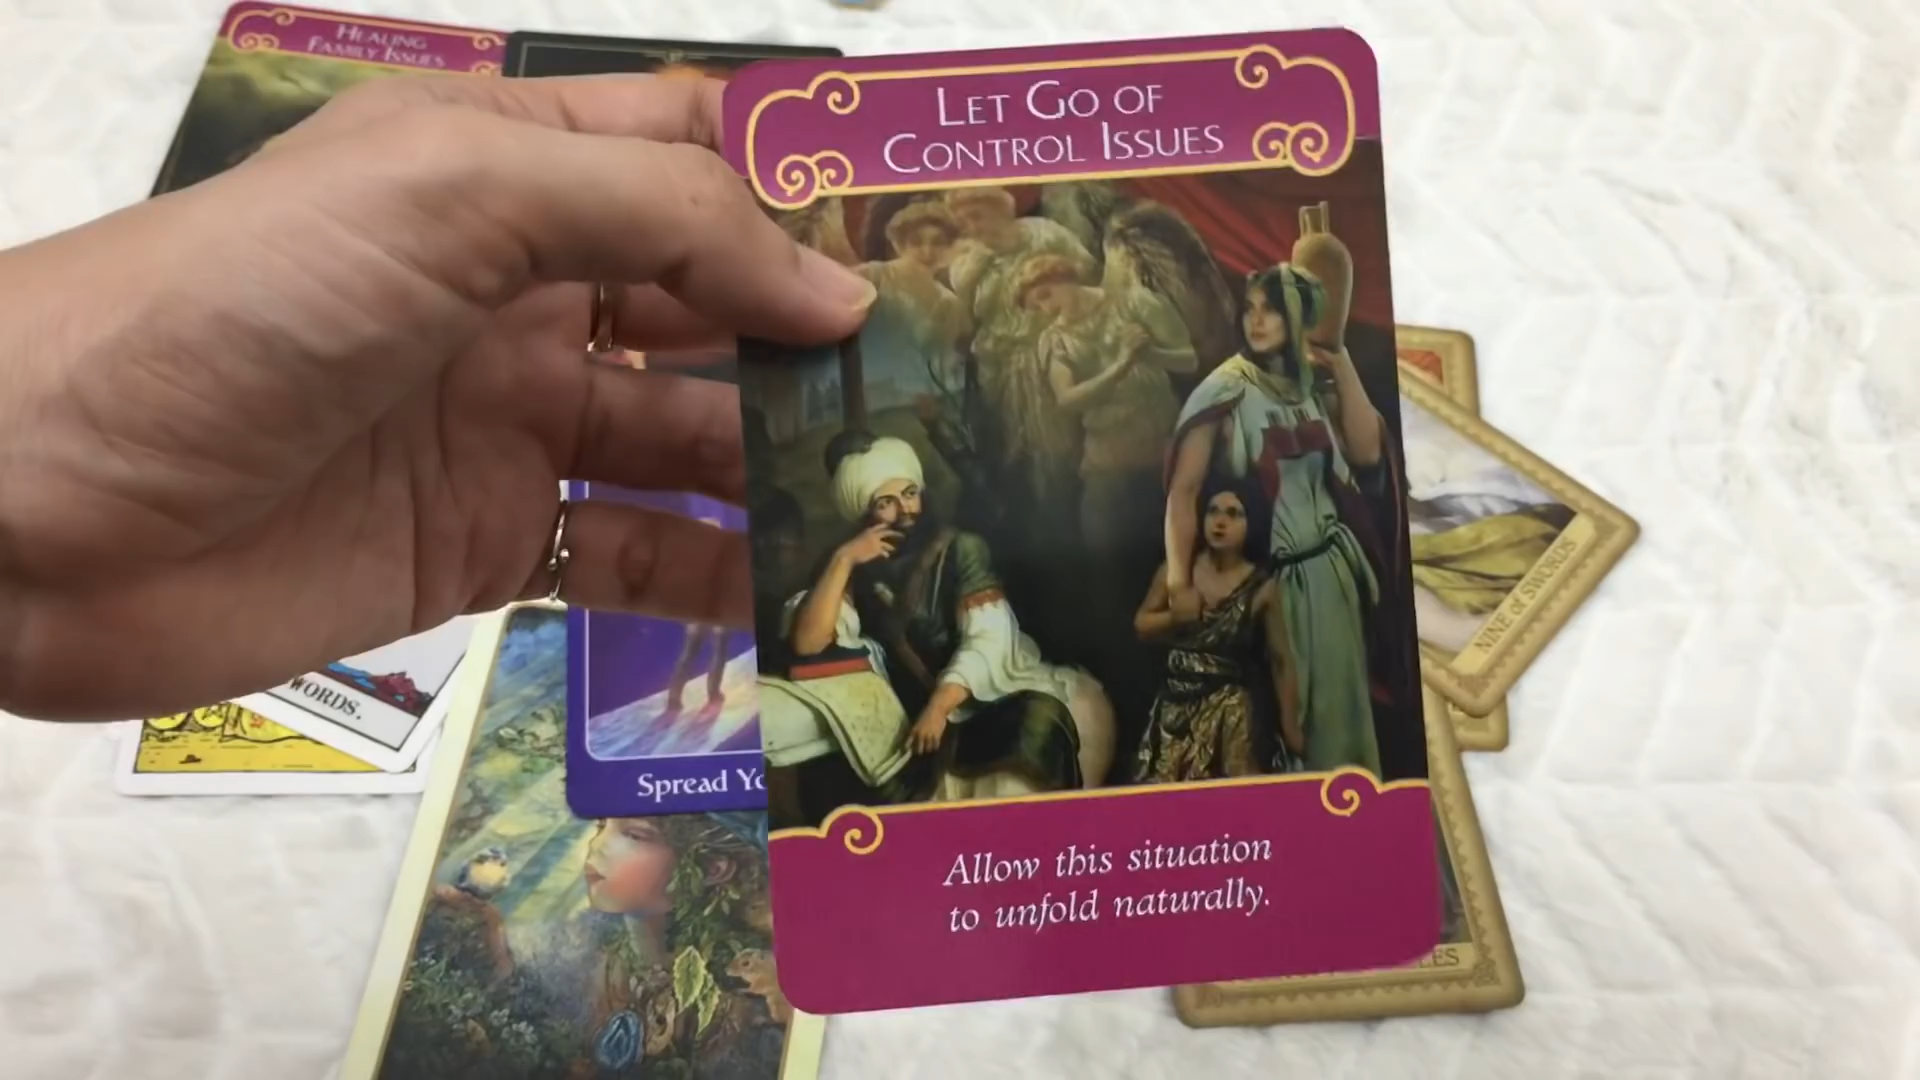 HEALING
FAMILY ISSUES
LET GO OF
CONTROL ISSUES
Allow this situation
to unfold naturally.
Spread
WORDS.
NINE of SWORDS